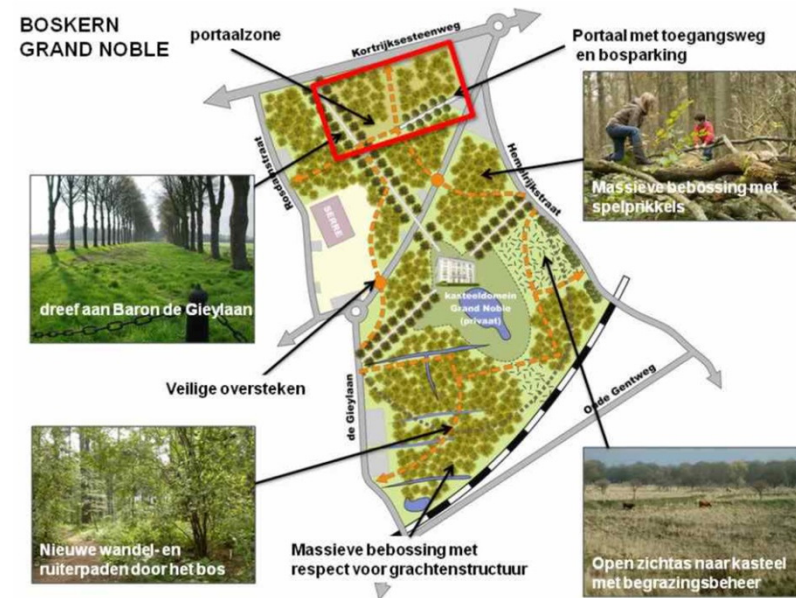 BOSKERN
GRAND NOBLE
portaalzone
Kortrijksesteenweg
Portaal met toegangsweg
en bosparking
Rosdamstraat
Hemelrijkstraat
Massieve bebossing met
spelprikkels
SERRE
dreef aan Baron de Gieylaan
kasteeldomein
Grand Noble
(privaat)
Veilige oversteken
de Gieylaan
Oude Gentweg
Nieuwe wandel- en
ruiterpaden door het bos
Massieve bebossing met
respect voor grachtenstructuur
Open zichtas naar kasteel
met begrazingsbeheer